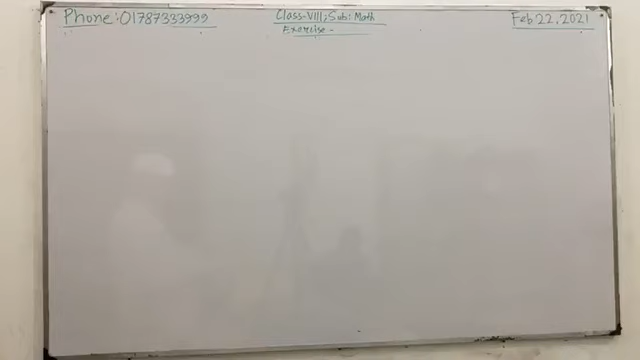 Phone: 01787333999
Class-VIII, Sub: Math
Exercise -
Feb 22, 2021